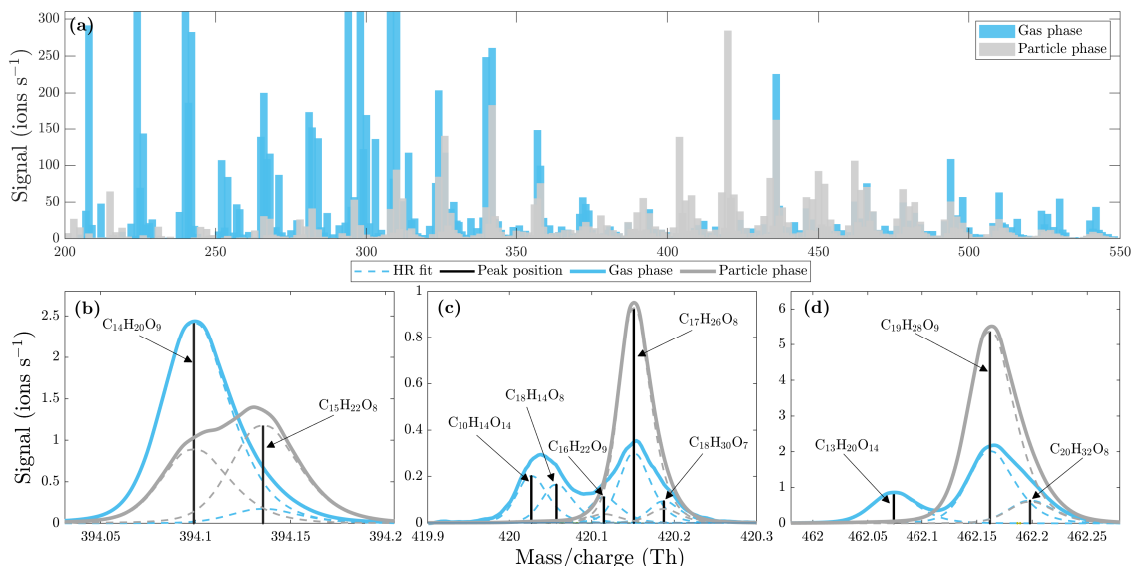 (a)
Gas phase
Particle phase
Signal (ions s⁻¹)
300
250
200
150
100
50
0
200 250 300 350 400 450 500 550
HR fit Peak position Gas phase Particle phase
(b)
C₁₄H₂₀O₉
C₁₅H₂₂O₈
Signal (ions s⁻¹)
2.5
2
1.5
1
0.5
0
394.05 394.1 394.15 394.2
(c)
C₁₇H₂₆O₈
C₁₈H₁₄O₈
C₁₀H₁₄O₁₄
C₁₆H₂₂O₉
C₁₈H₃₀O₇
1
0.8
0.6
0.4
0.2
0
419.9 420 420.1 420.2 420.3
(d)
C₁₉H₂₈O₉
C₁₃H₂₀O₁₄
C₂₀H₃₂O₈
6
5
4
3
2
1
0
462 462.05 462.1 462.15 462.2 462.25
Mass/charge (Th)